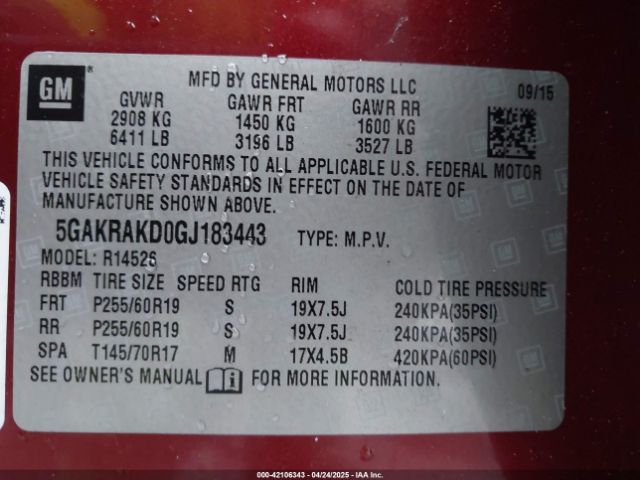 GM ®
MFD BY GENERAL MOTORS LLC 09/15
GVWR GAWR FRT GAWR RR
2908 KG 1450 KG 1600 KG
6411 LB 3196 LB 3527 LB
THIS VEHICLE CONFORMS TO ALL APPLICABLE U.S. FEDERAL MOTOR
VEHICLE SAFETY STANDARDS IN EFFECT ON THE DATE OF
MANUFACTURE SHOWN ABOVE.
5GAKRAKD0GJ183443 TYPE: M.P.V.
MODEL: R14526
RBBM TIRE SIZE SPEED RTG RIM COLD TIRE PRESSURE
FRT P255/60R19 S 19X7.5J 240KPA(35PSI)
RR P255/60R19 S 19X7.5J 240KPA(35PSI)
SPA T145/70R17 M 17X4.5B 420KPA(60PSI)
SEE OWNER'S MANUAL FOR MORE INFORMATION.
000-42106343 - 04/24/2025 - IAA Inc.